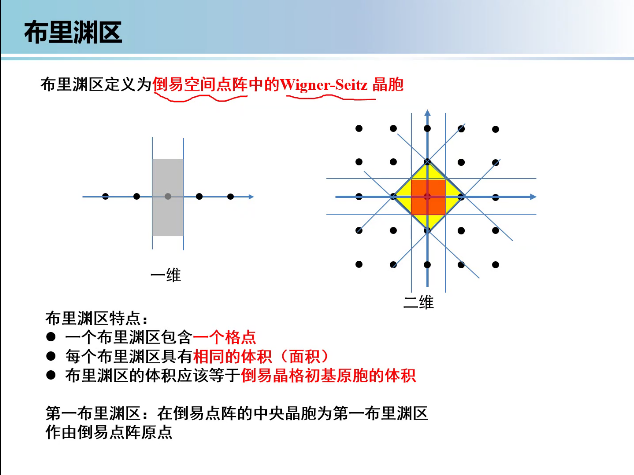 布里渊区
布里渊区定义为倒易空间点阵中的Wigner-Seitz 晶胞
一维
二维
布里渊区特点：
● 一个布里渊区包含一个格点
● 每个布里渊区具有相同的体积（面积）
● 布里渊区的体积应该等于倒易晶格初基原胞的体积
第一布里渊区：在倒易点阵的中央晶胞为第一布里渊区
作由倒易点阵原点